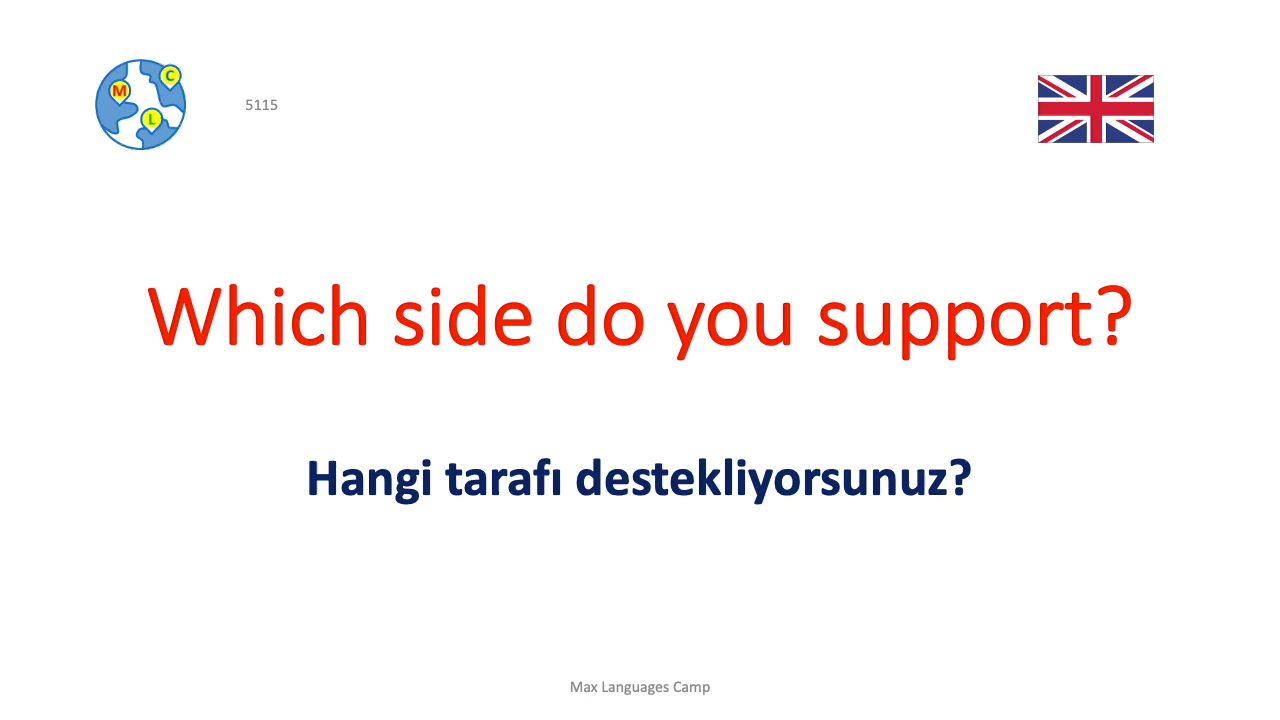 M
C
L
5115
Which side do you support?
Hangi tarafı destekliyorsunuz?
Max Languages Camp